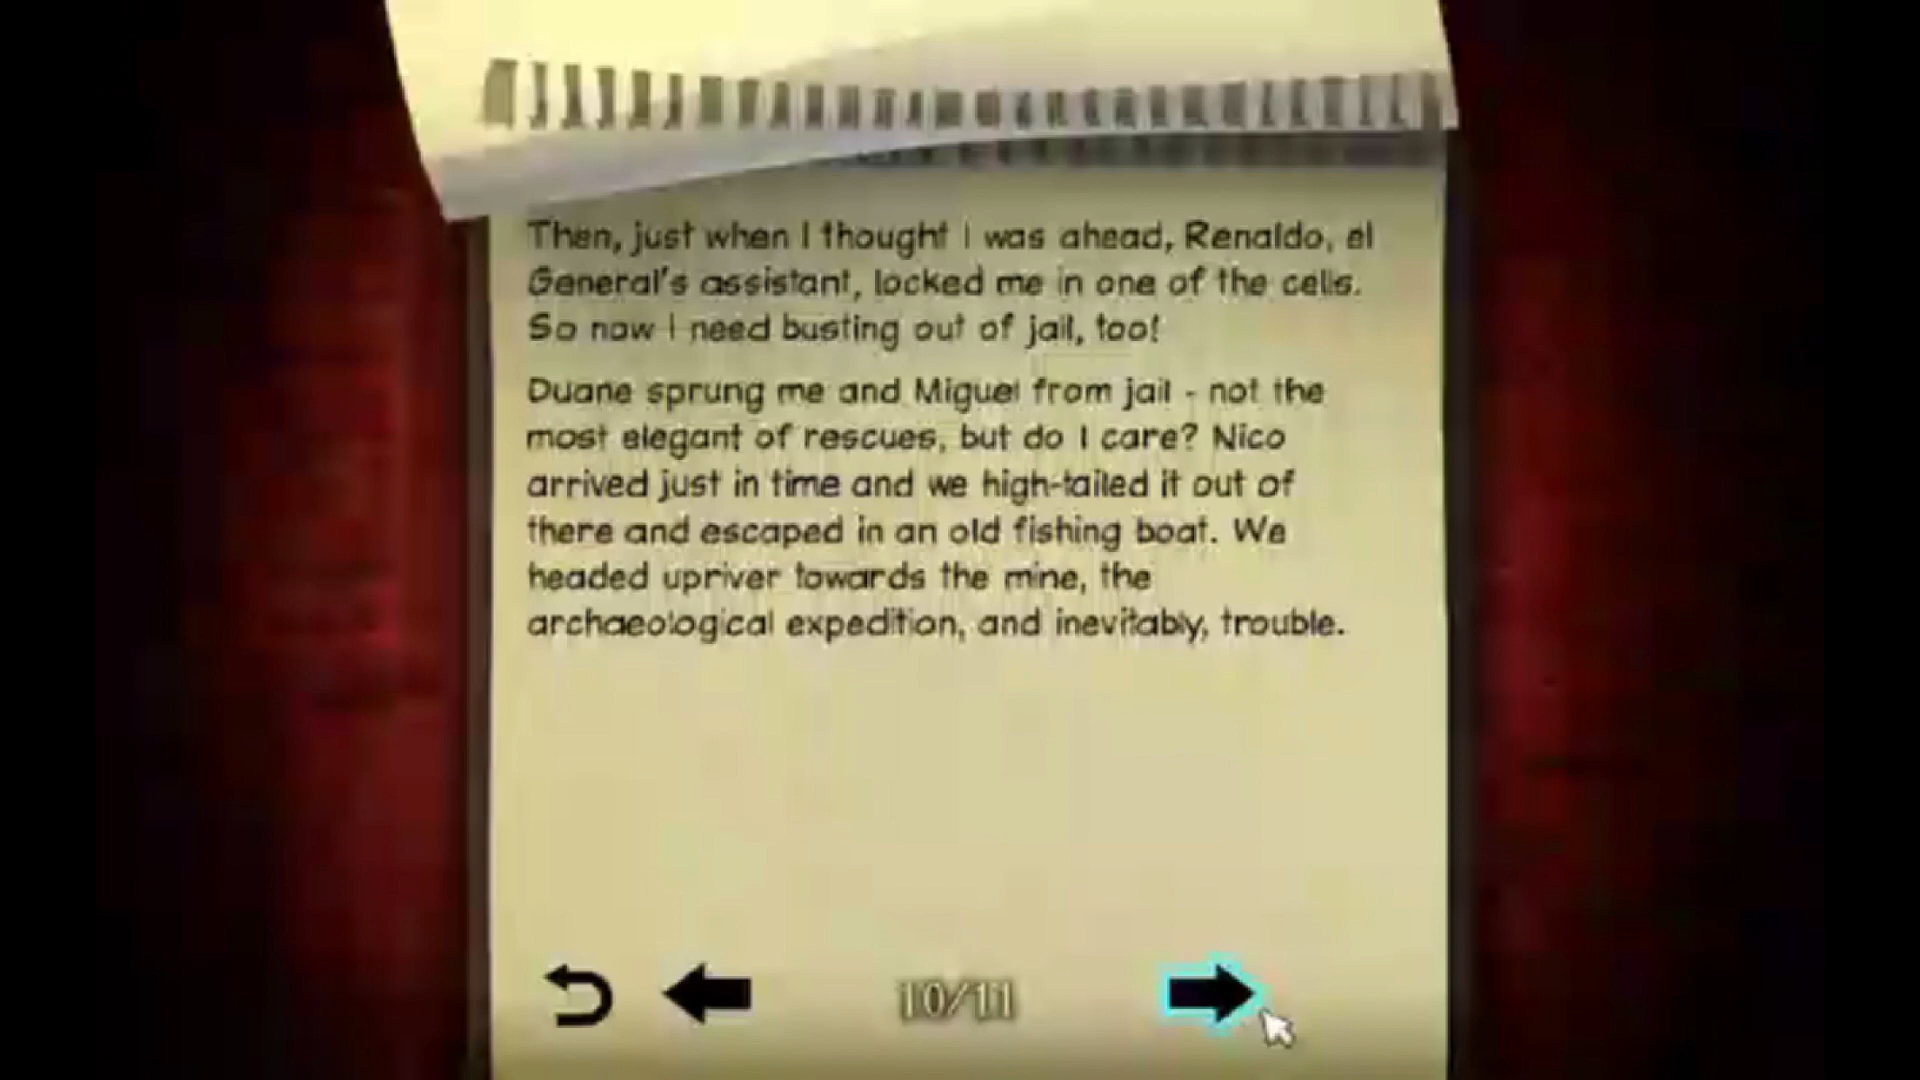 Then, just when I thought I was ahead, Renaldo, el
General's assistant, locked me in one of the cells.
So now I need busting out of jail, too!
Duane sprung me and Miguel from jail - not the
most elegant of rescues, but do I care? Nico
arrived just in time and we high-tailed it out of
there and escaped in an old fishing boat. We
headed upriver towards the mine, the
archaeological expedition, and inevitably, trouble.
10/11